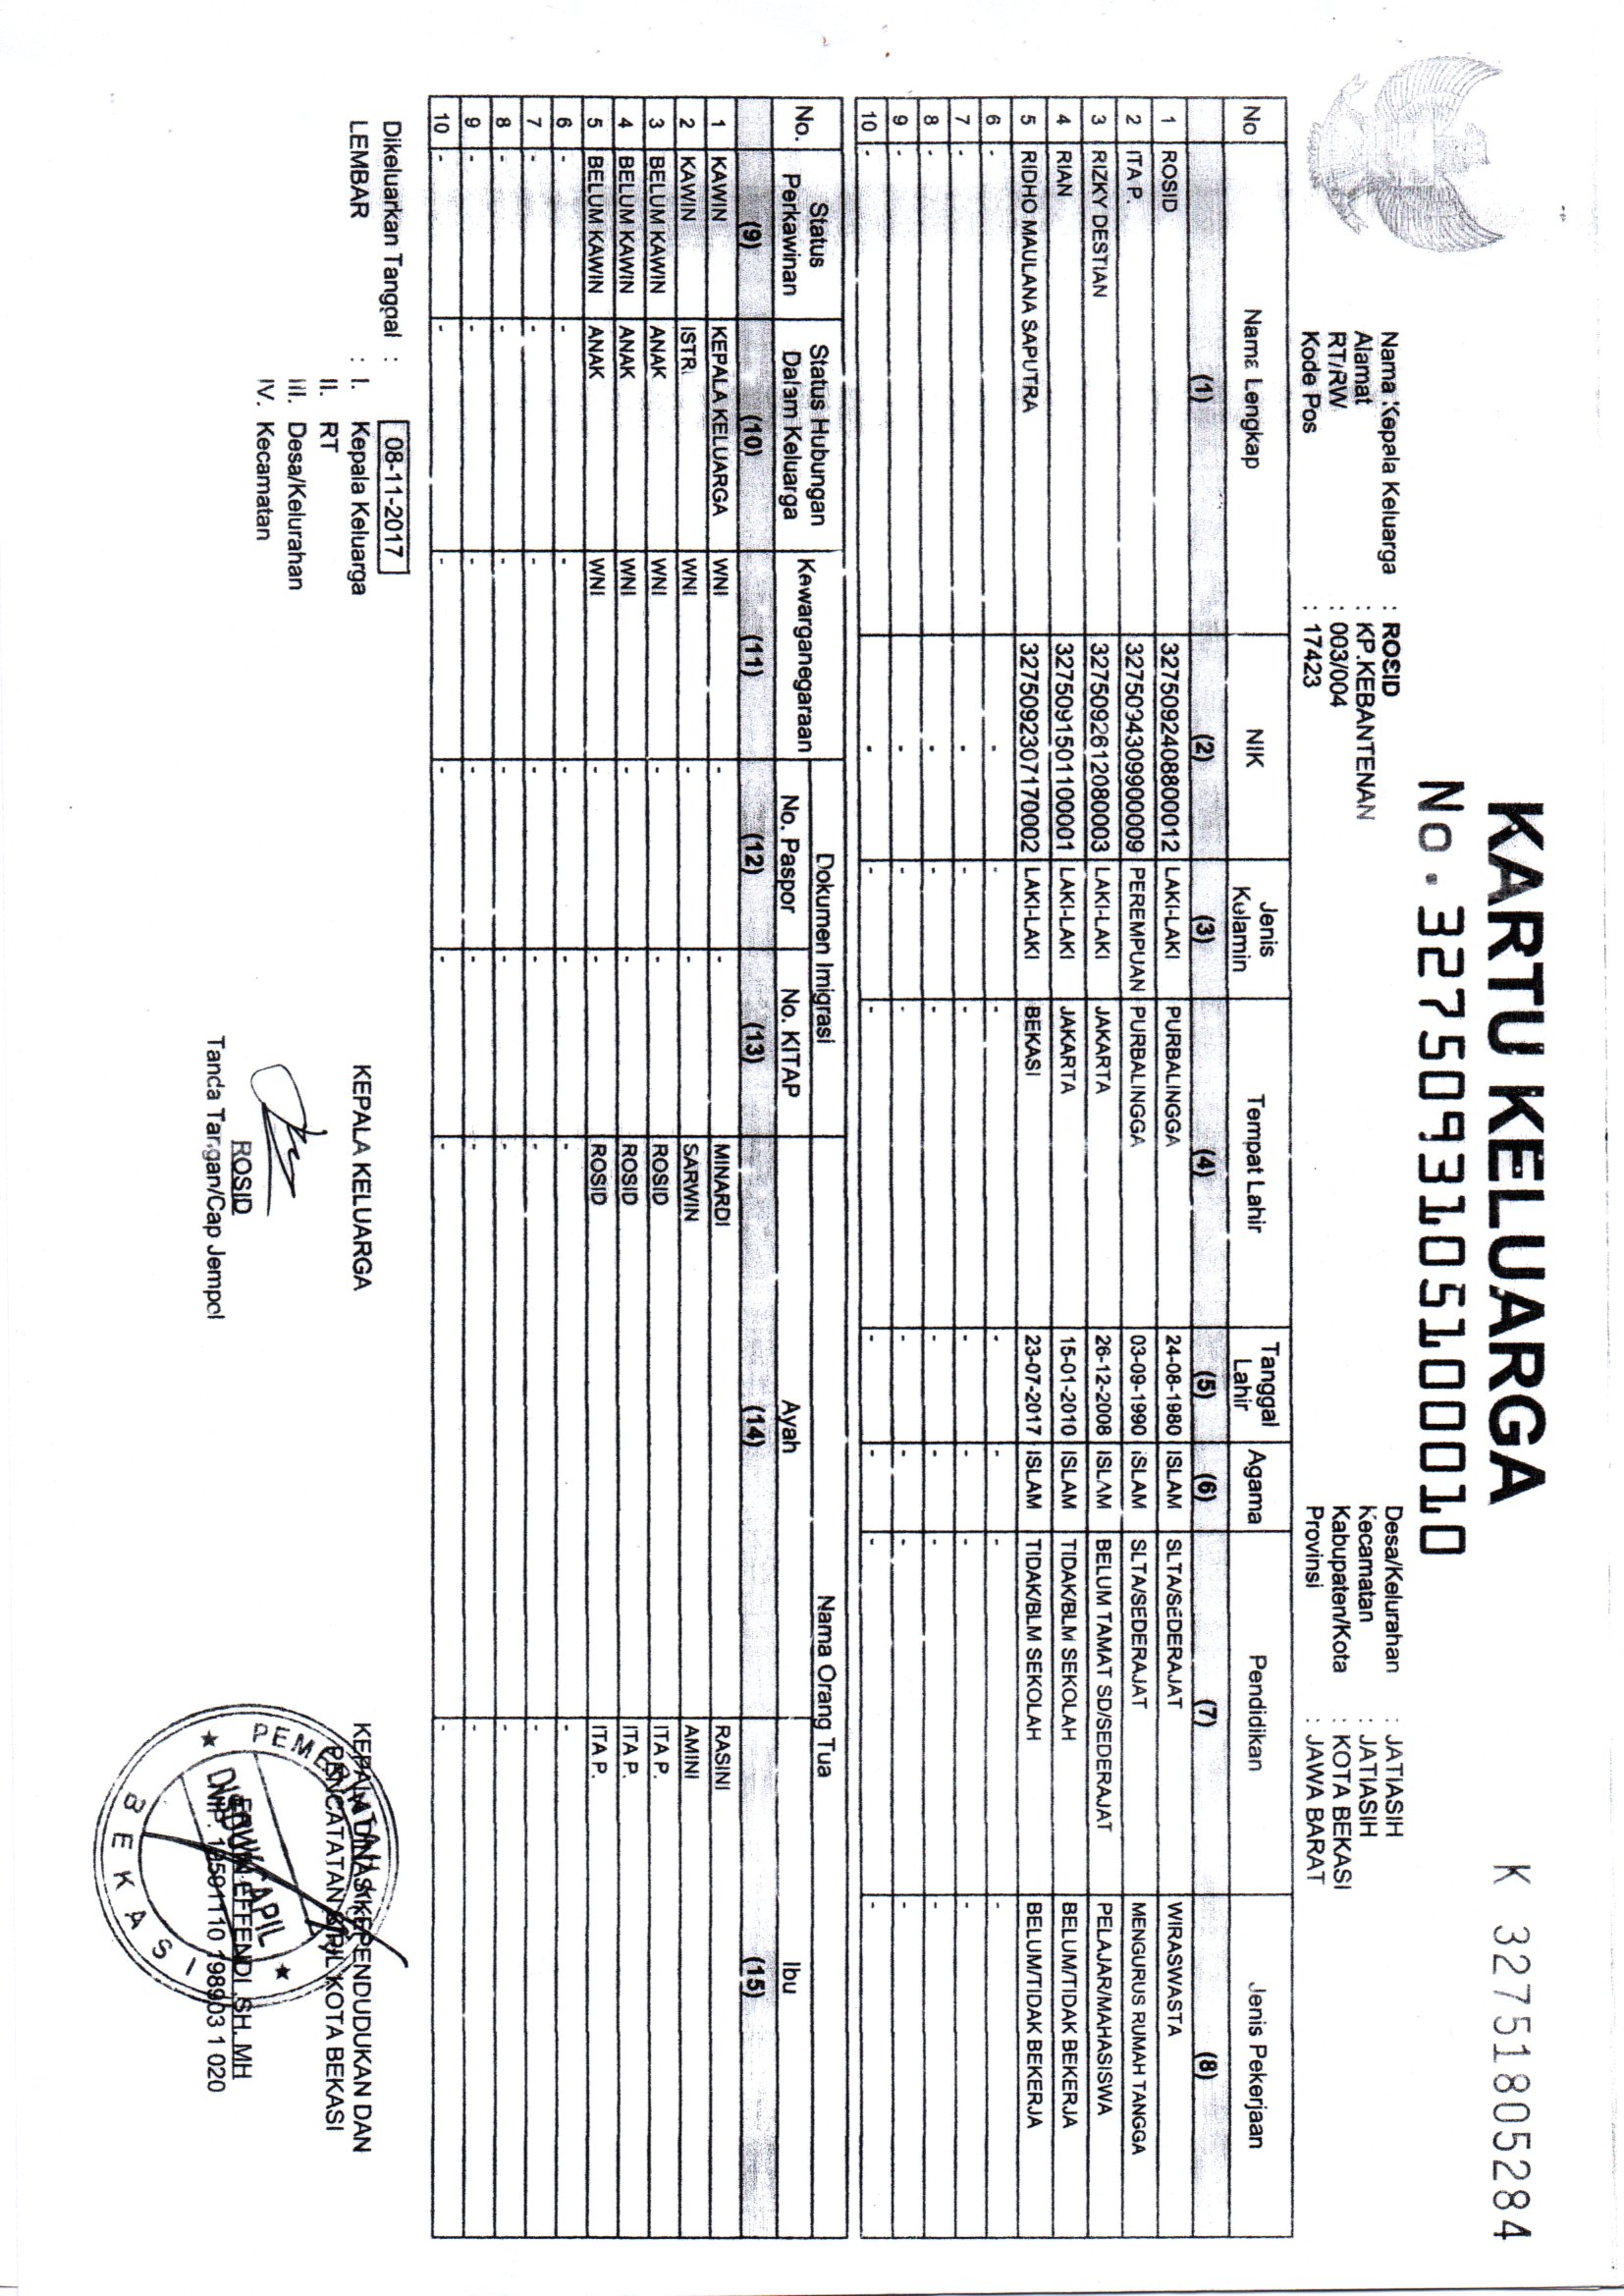 K 3275180528４
KARTU KELUARGA
No. 3275093105100010
Nama Kepala Keluarga : ROSID
Alamat : KP.KEBANTENAN
RT/RW : 003/004
Kode Pos : 17423
Desa/Kelurahan : JATIASIH
Kecamatan : JATIASIH
Kabupaten/Kota : KOTA BEKASI
Provinsi : JAWA BARAT
No Nama Lengkap NIK Jenis Kelamin Tempat Lahir Tanggal Lahir Agama Pendidikan Jenis Pekerjaan
(1) (2) (3) (4) (5) (6) (7) (8)
1 ROSID 3275092408800012 LAKI-LAKI PURBALINGGA 24-08-1980 ISLAM SLTA/SEDERAJAT WIRASWASTA
2 ITA P. 3275094309900009 PEREMPUAN PURBALINGGA 03-09-1990 ISLAM SLTA/SEDERAJAT MENGURUS RUMAH TANGGA
3 RIZKY DESTIAN 3275092612080003 LAKI-LAKI JAKARTA 26-12-2008 ISLAM BELUM TAMAT SD/SEDERAJAT PELAJAR/MAHASISWA
4 RIAN 3275091501100001 LAKI-LAKI JAKARTA 15-01-2010 ISLAM TIDAK/BLM SEKOLAH BELUM/TIDAK BEKERJA
5 RIDHO MAULANA SAPUTRA 3275092307170002 LAKI-LAKI BEKASI 23-07-2017 ISLAM TIDAK/BLM SEKOLAH BELUM/TIDAK BEKERJA
6 - - - - - - - -
7 - - - - - - - -
8 - - - - - - - -
9 - - - - - - - -
10 - - - - - - - -
No. Status Perkawinan Status Hubungan Dalam Keluarga Kewarganegaraan Dokumen Imigrasi Nama Orang Tua
No. Paspor No. KITAP Ayah Ibu
(9) (10) (11) (12) (13) (14) (15)
1 KAWIN KEPALA KELUARGA WNI - - MINARDI RASINI
2 KAWIN ISTRI WNI - - SARWIN AMINI
3 BELUM KAWIN ANAK WNI - - ROSID ITA P.
4 BELUM KAWIN ANAK WNI - - ROSID ITA P.
5 BELUM KAWIN ANAK WNI - - ROSID ITA P.
6 - - - - - - -
7 - - - - - - -
8 - - - - - - -
9 - - - - - - -
10 - - - - - - -
Dikeluarkan Tanggal : 08-11-2017
LEMBAR : I. Kepala Keluarga
II. RT
III. Desa/Kelurahan
IV. Kecamatan
KEPALA KELUARGA
ROSID
Tanda Tangan/Cap Jempol
KEPALA DINAS KEPENDUDUKAN DAN
PENCATATAN SIPIL KOTA BEKASI
EFFENDI, SH. MH
NIP. 19591110 198903 1 020
PEMERINTAH
BEKASI